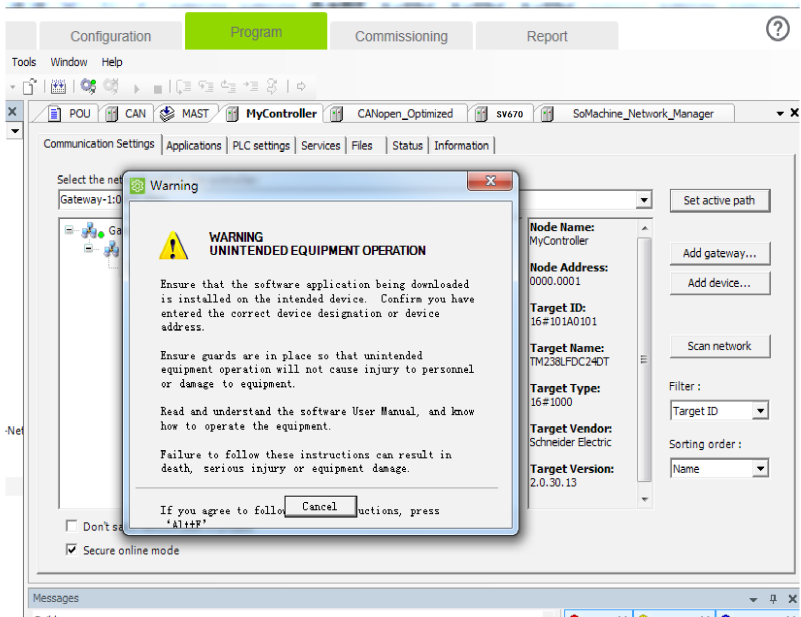 Configuration Program Commissioning Report ?
Tools Window Help
POU CAN MAST MyController CANopen_Optimized SV670 SoMachine_Network_Manager
Communication Settings Applications PLC settings Services Files Status Information
Select the net
Gateway-1:0
Set active path
Ga
Warning
WARNING
UNINTENDED EQUIPMENT OPERATION
Ensure that the software application being downloaded
is installed on the intended device. Confirm you have
entered the correct device designation or device
address.
Ensure guards are in place so that unintended
equipment operation will not cause injury to personnel
or damage to equipment.
Read and understand the software User Manual, and know
how to operate the equipment.
Failure to follow these instructions can result in
death, serious injury or equipment damage.
If you agree to follow
Cancel
uctions, press
'Alt+F'
Node Name:
MyController
Node Address:
0000.0001
Target ID:
16#101A0101
Target Name:
TM238LFDC24DT
Target Type:
16#1000
Target Vendor:
Schneider Electric
Target Version:
2.0.30.13
Add gateway...
Add device...
Scan network
Filter :
Target ID
Sorting order :
Name
-Net
Don't sa
Secure online mode
Messages